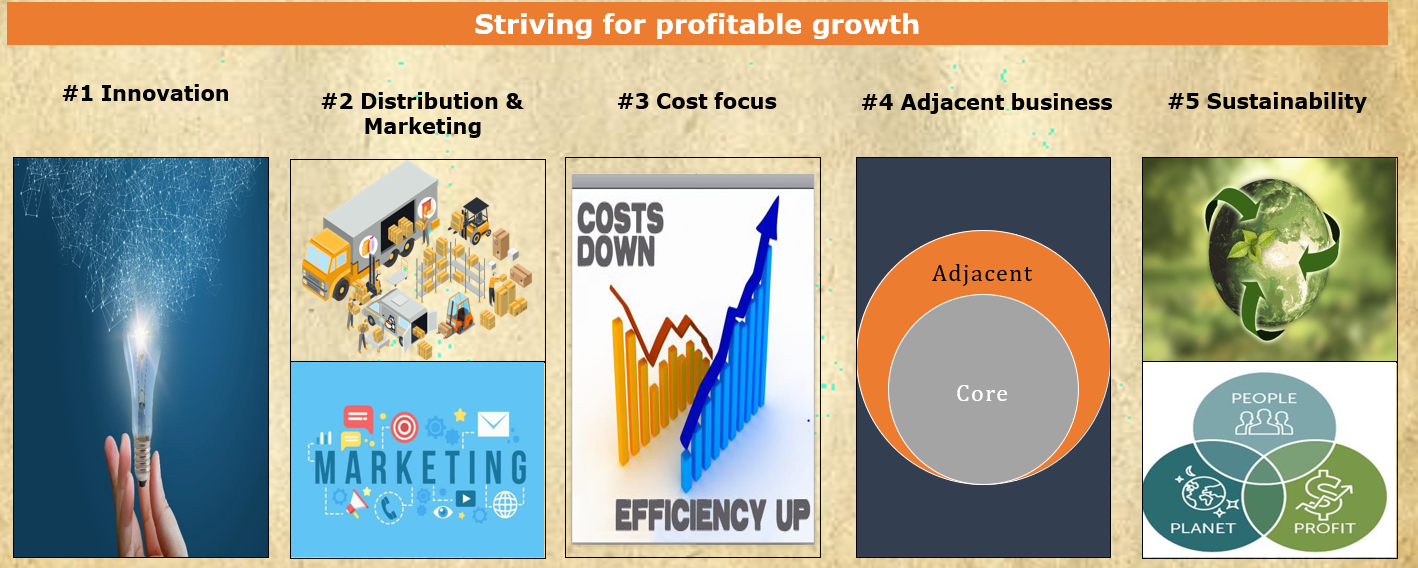 Striving for profitable growth
#1 Innovation
#2 Distribution &
Marketing
#3 Cost focus
#4 Adjacent business
#5 Sustainability
MARKETING
COSTS
DOWN
EFFICIENCY UP
Adjacent
Core
PEOPLE
PLANET
PROFIT